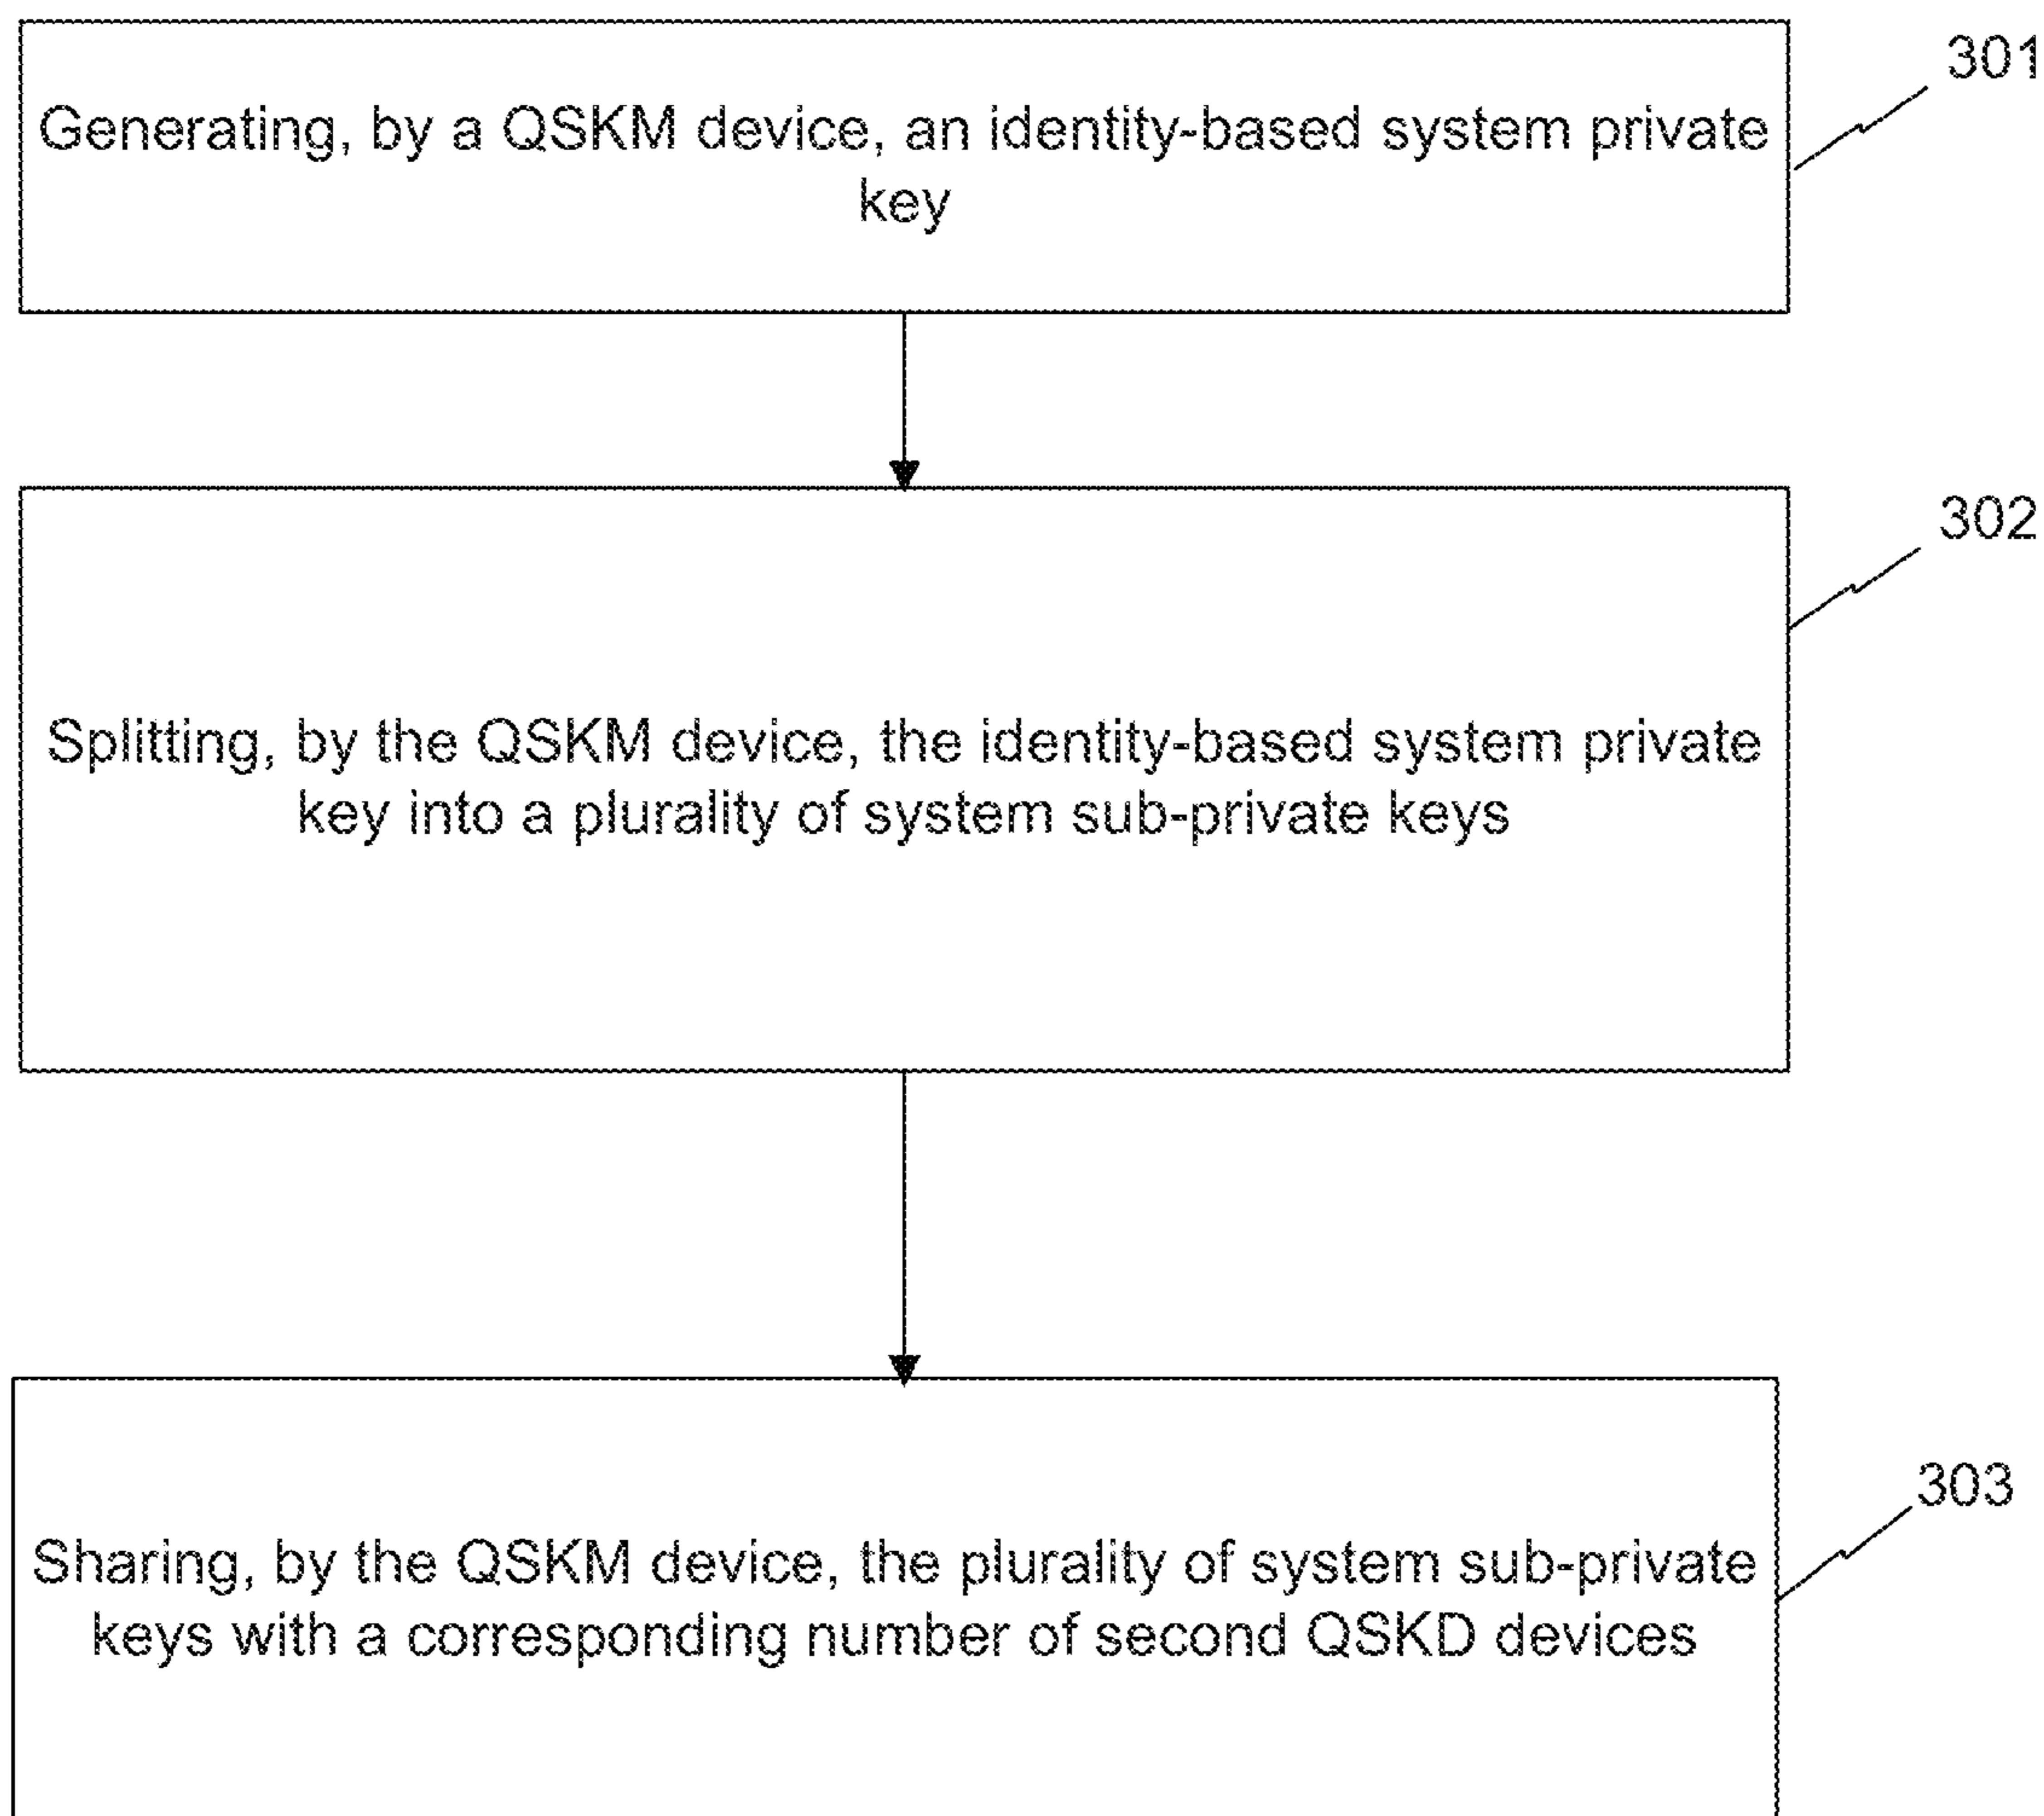 301
Generating, by a QSKM device, an identity-based system private
key
302
Splitting, by the QSKM device, the identity-based system private
key into a plurality of system sub-private keys
303
Sharing, by the QSKM device, the plurality of system sub-private
keys with a corresponding number of second QSKD devices